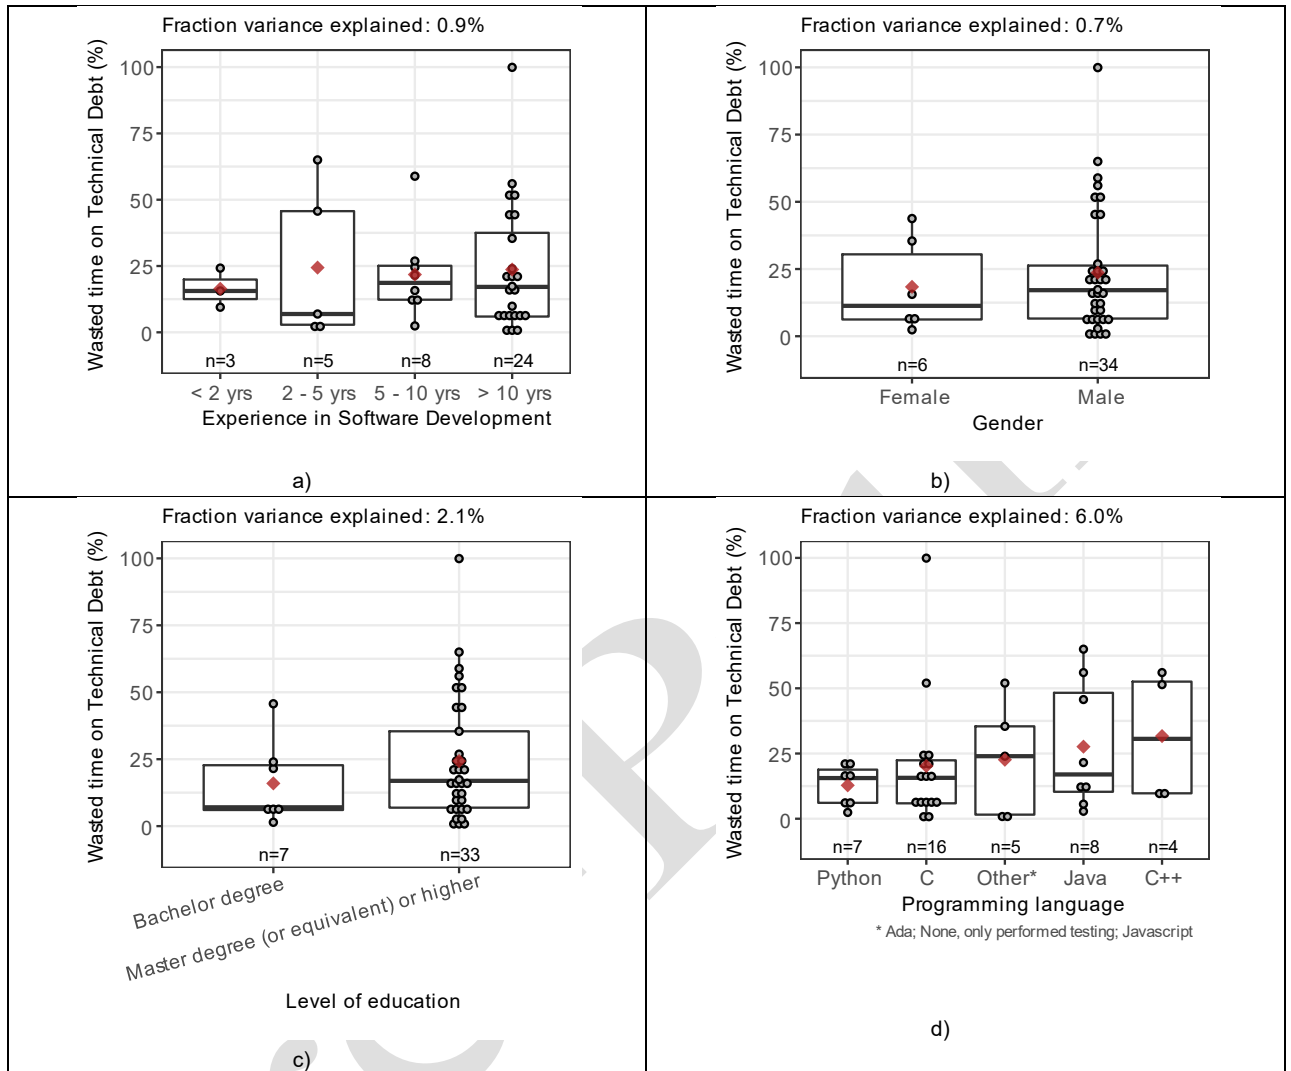 Fraction variance explained: 0.9%
Wasted time on Technical Debt (%)
100
75
50
25
0
n=3 n=5 n=8 n=24
< 2 yrs 2 - 5 yrs 5 - 10 yrs > 10 yrs
Experience in Software Development
a)
Fraction variance explained: 0.7%
Wasted time on Technical Debt (%)
100
75
50
25
0
n=6 n=34
Female Male
Gender
b)
Fraction variance explained: 2.1%
Wasted time on Technical Debt (%)
100
75
50
25
0
n=7 n=33
Bachelor degree
Master degree (or equivalent) or higher
Level of education
c)
Fraction variance explained: 6.0%
Wasted time on Technical Debt (%)
100
75
50
25
0
n=7 n=16 n=5 n=8 n=4
Python C Other* Java C++
Programming language
* Ada; None, only performed testing; Javascript
d)